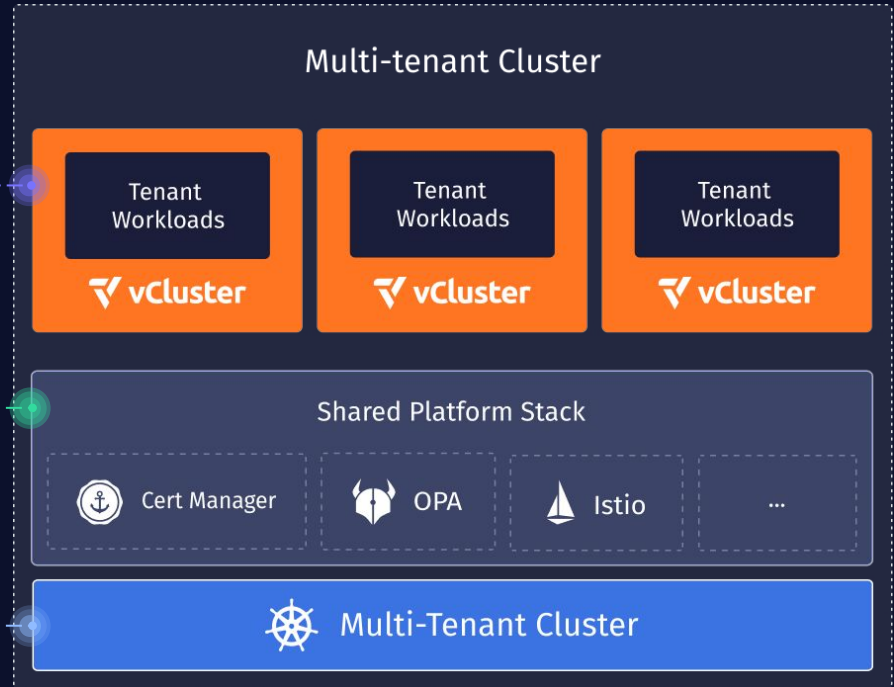 Multi-tenant Cluster
Tenant
Workloads
vCluster
Tenant
Workloads
vCluster
Tenant
Workloads
vCluster
Shared Platform Stack
Cert Manager
OPA
Istio
...
Multi-Tenant Cluster